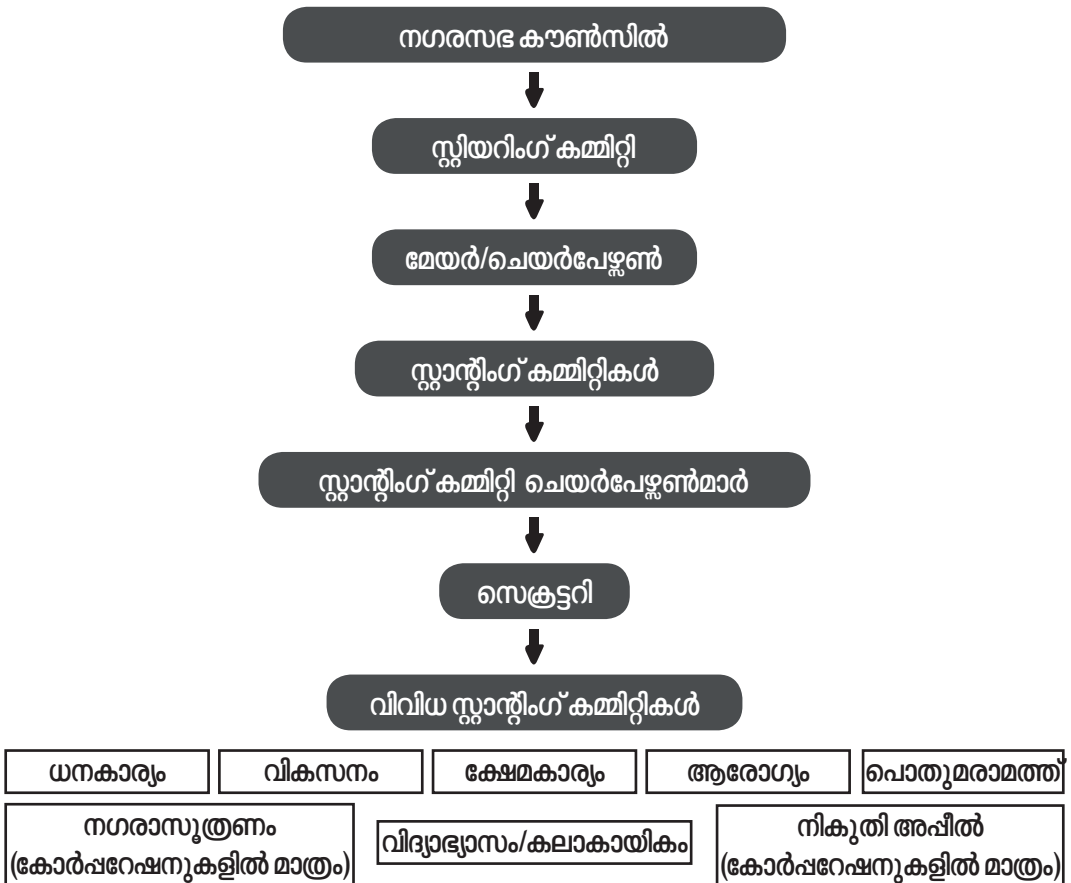 നഗരസഭ കൗൺസിൽ
സ്റ്റിയറിംഗ് കമ്മിറ്റി
മേയർ/ചെയർപേഴ്സൺ
സ്റ്റാന്റിംഗ് കമ്മിറ്റികൾ
സ്റ്റാന്റിംഗ് കമ്മിറ്റി ചെയർപേഴ്സൺമാർ
സെക്രട്ടറി
വിവിധ സ്റ്റാന്റിംഗ് കമ്മിറ്റികൾ
ധനകാര്യം വികസനം ക്ഷേമകാര്യം ആരോഗ്യം പൊതുമരാമത്ത്
നഗരാസൂത്രണം
(കോർപ്പറേഷനുകളിൽ മാത്രം)
വിദ്യാഭ്യാസം/കലാകായികം
നികുതി അപ്പീൽ
(കോർപ്പറേഷനുകളിൽ മാത്രം)